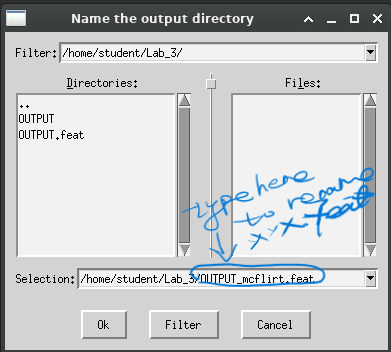 Name the output directory
Filter: /home/student/Lab_3/
Directories:
Files:
..
OUTPUT
OUTPUT.feat
type here
to rename
xyx feat
Selection: /home/student/Lab_3/OUTPUT_mcflirt.feat
Ok
Filter
Cancel